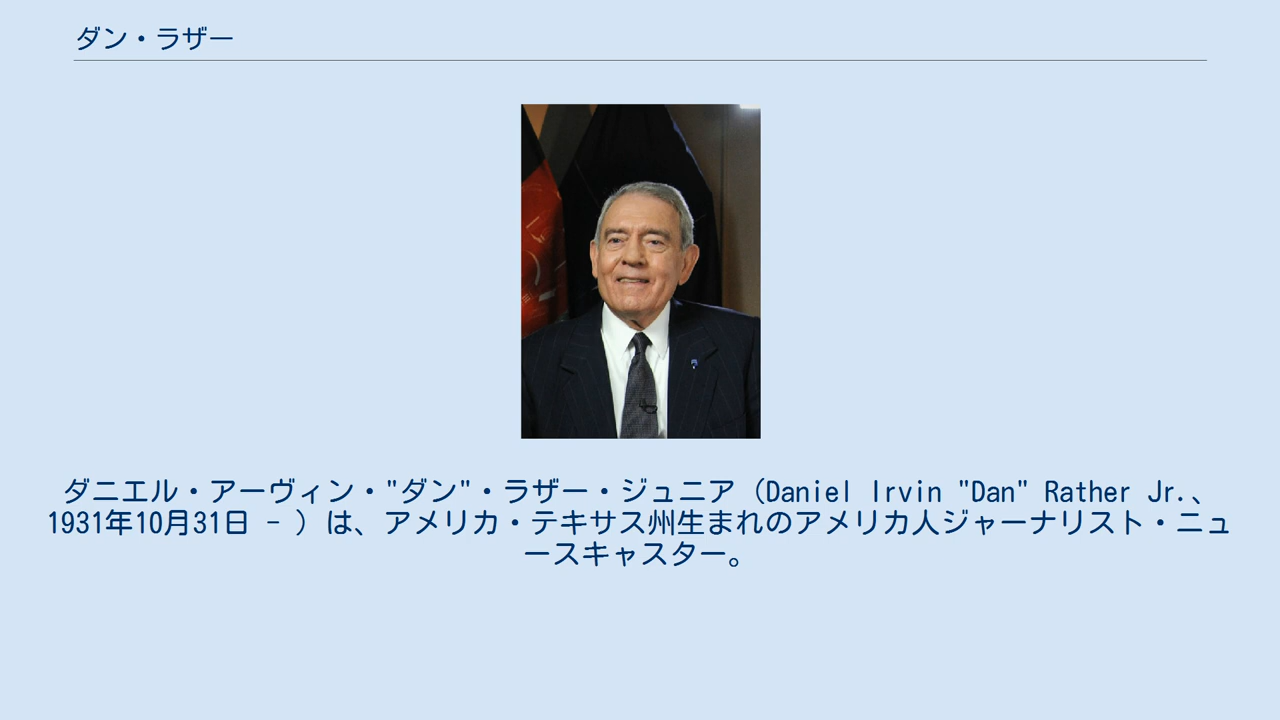 ダン・ラザー
ダニエル・アーヴィン・"ダン"・ラザー・ジュニア（Daniel Irvin "Dan" Rather Jr.、
1931年10月31日 - ）は、アメリカ・テキサス州生まれのアメリカ人ジャーナリスト・ニュ
ースキャスター。